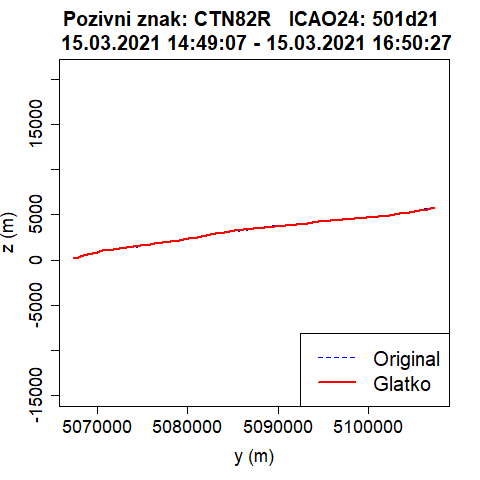 Pozivni znak: CTN82R   ICAO24: 501d21
15.03.2021 14:49:07 - 15.03.2021 16:50:27
z (m)
15000
5000
0
-5000
-15000
Original
Glatko
5070000 5080000 5090000 5100000
y (m)